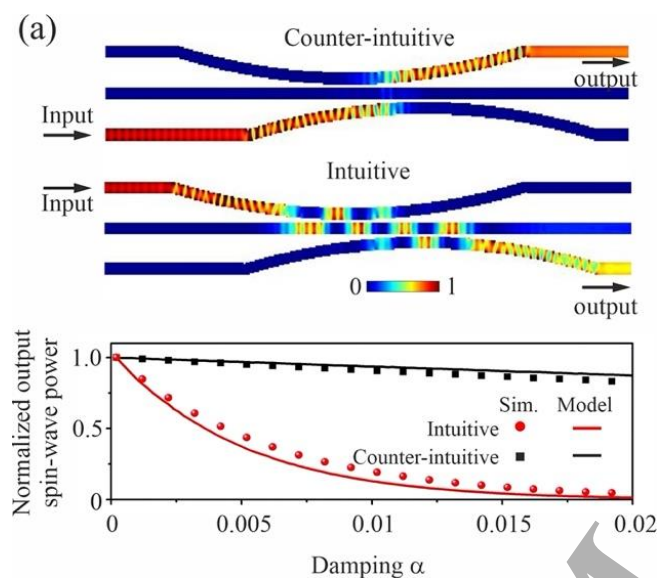 (a)
Counter-intuitive
output
Input
Intuitive
Input
0 1
output
Normalized output
spin-wave power
1.0
0.5
0
Sim. Model
Intuitive
Counter-intuitive
0 0.005 0.01 0.015 0.02
Damping α